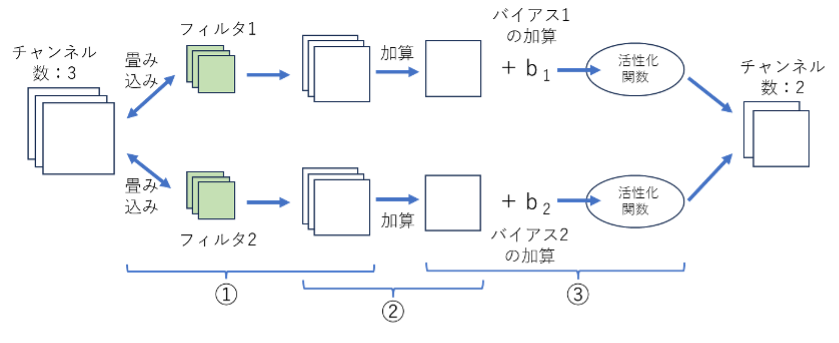 チャンネル
数：3
畳み
込み
フィルタ1
加算
バイアス1
の加算
+ b 1
活性化
関数
チャンネル
数：2
畳み
込み
フィルタ2
加算
+ b 2
バイアス2
の加算
活性化
関数
①
②
③